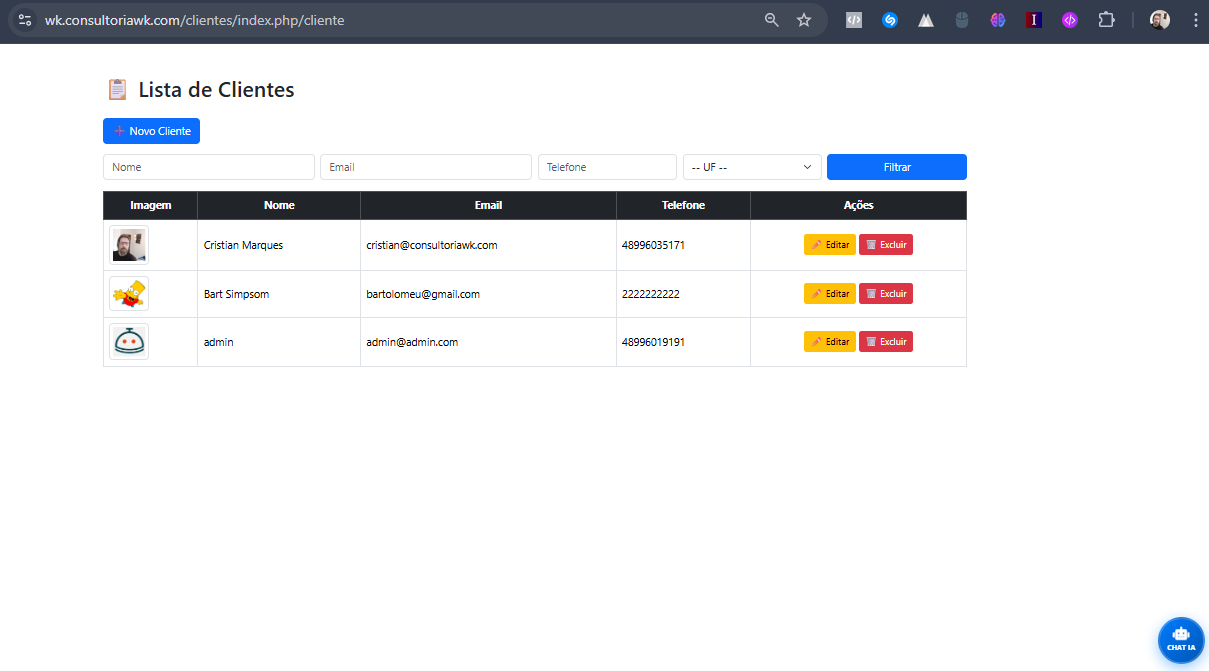 wk.consultoriawk.com/clientes/index.php/cliente
Lista de Clientes
Novo Cliente
Nome Email Telefone -- UF -- Filtrar
Imagem Nome Email Telefone Ações
Cristian Marques cristian@consultoriawk.com 48996035171 Editar Excluir
Bart Simpsom bartolomeu@gmail.com 2222222222 Editar Excluir
admin admin@admin.com 48996019191 Editar Excluir
CHAT IA